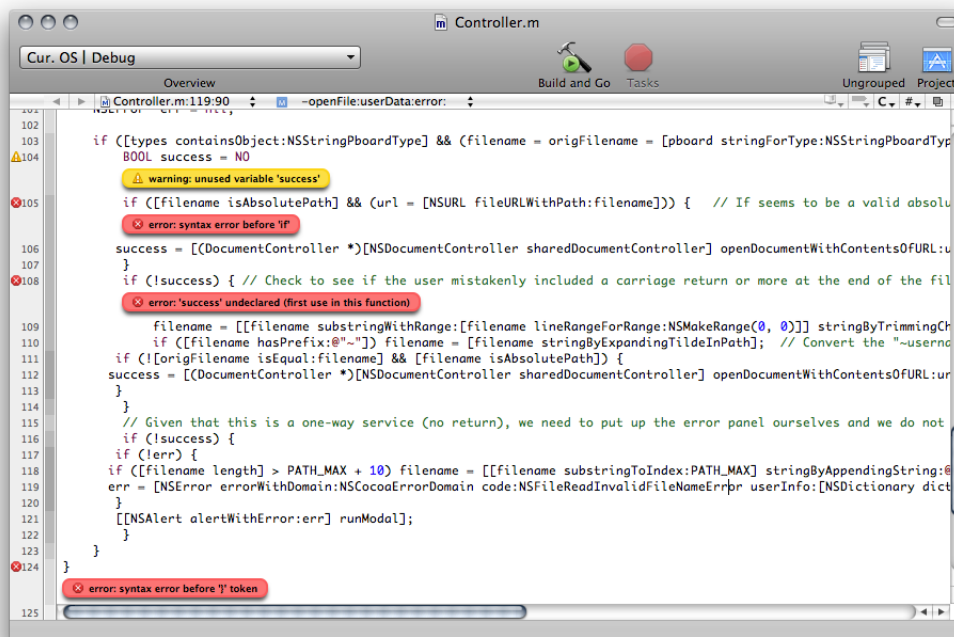 Controller.m
Cur. OS | Debug
Overview
Build and Go
Tasks
Ungrouped
Project
Controller.m:119:90
M
-openFile:userData:error:
C
#
102
103 if ([types containsObject:NSStringPboardType] && (filename = origFilename = [pboard stringForType:NSStringPboardTyp
104 BOOL success = NO
warning: unused variable 'success'
105 if ([filename isAbsolutePath] && (url = [NSURL fileURLWithPath:filename])) { // If seems to be a valid absolu
error: syntax error before 'if'
106 success = [(DocumentController *)[NSDocumentController sharedDocumentController] openDocumentWithContentsOfURL:u
107 }
108 if (!success) { // Check to see if the user mistakenly included a carriage return or more at the end of the fil
error: 'success' undeclared (first use in this function)
109 filename = [[filename substringWithRange:[filename lineRangeForRange:NSMakeRange(0, 0)]] stringByTrimmingCh
110 if ([filename hasPrefix:@"~"]) filename = [filename stringByExpandingTildeInPath]; // Convert the "~userna
111 if (![origFilename isEqual:filename] && [filename isAbsolutePath]) {
112 success = [(DocumentController *)[NSDocumentController sharedDocumentController] openDocumentWithContentsOfURL:ur
113 }
114 }
115 // Given that this is a one-way service (no return), we need to put up the error panel ourselves and we do not
116 if (!success) {
117 if (!err) {
118 if ([filename length] > PATH_MAX + 10) filename = [[filename substringToIndex:PATH_MAX] stringByAppendingString:@
119 err = [NSError errorWithDomain:NSCocoaErrorDomain code:NSFileReadInvalidFileNameError userInfo:[NSDictionary dict
120 }
121 [[NSAlert alertWithError:err] runModal];
122 }
123 }
124 }
error: syntax error before '}' token
125